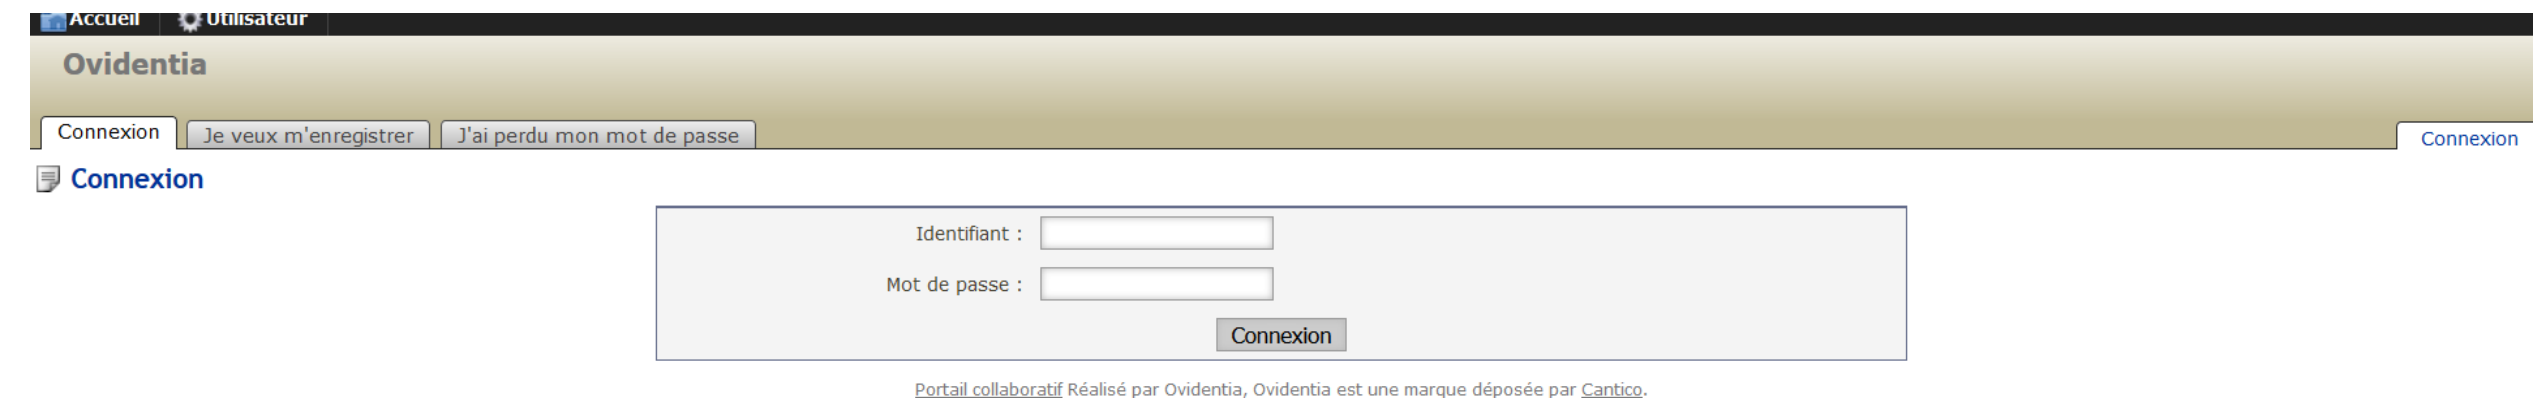 Accueil Utilisateur
Ovidentia
Connexion Je veux m'enregistrer J'ai perdu mon mot de passe Connexion
Connexion
Identifiant :
Mot de passe :
Connexion
Portail collaboratif Réalisé par Ovidentia, Ovidentia est une marque déposée par Cantico.